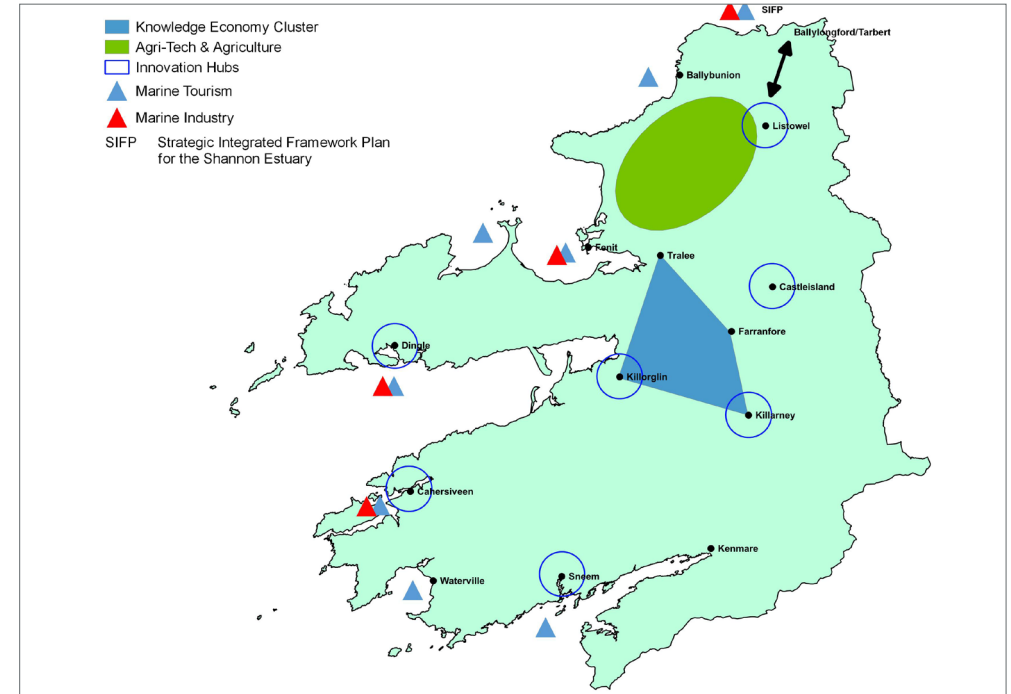 Knowledge Economy Cluster
Agri-Tech & Agriculture
Innovation Hubs
Marine Tourism
Marine Industry
SIFP Strategic Integrated Framework Plan
for the Shannon Estuary
SIFP
Ballylongford/Tarbert
Ballybunion
Listowel
Fenit
Tralee
Castleisland
Farranfore
Dingle
Killorglin
Killarney
Cahersiveen
Kenmare
Waterville
Sneem